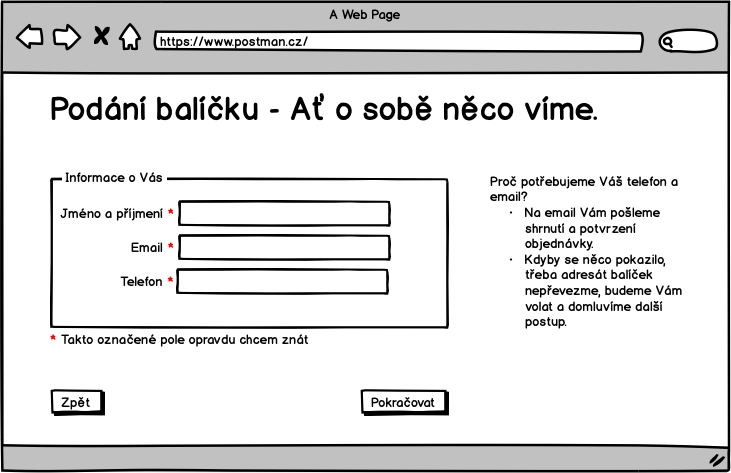 A Web Page
https://www.postman.cz/
Podání balíčku - Ať o sobě něco víme.
Informace o Vás
Jméno a příjmení *
Email *
Telefon *
* Takto označené pole opravdu chcem znát
Proč potřebujeme Váš telefon a
email?
· Na email Vám pošleme
shrnutí a potvrzení
objednávky.
· Kdyby se něco pokazilo,
třeba adresát balíček
nepřevezme, budeme Vám
volat a domluvíme další
postup.
Zpět
Pokračovat